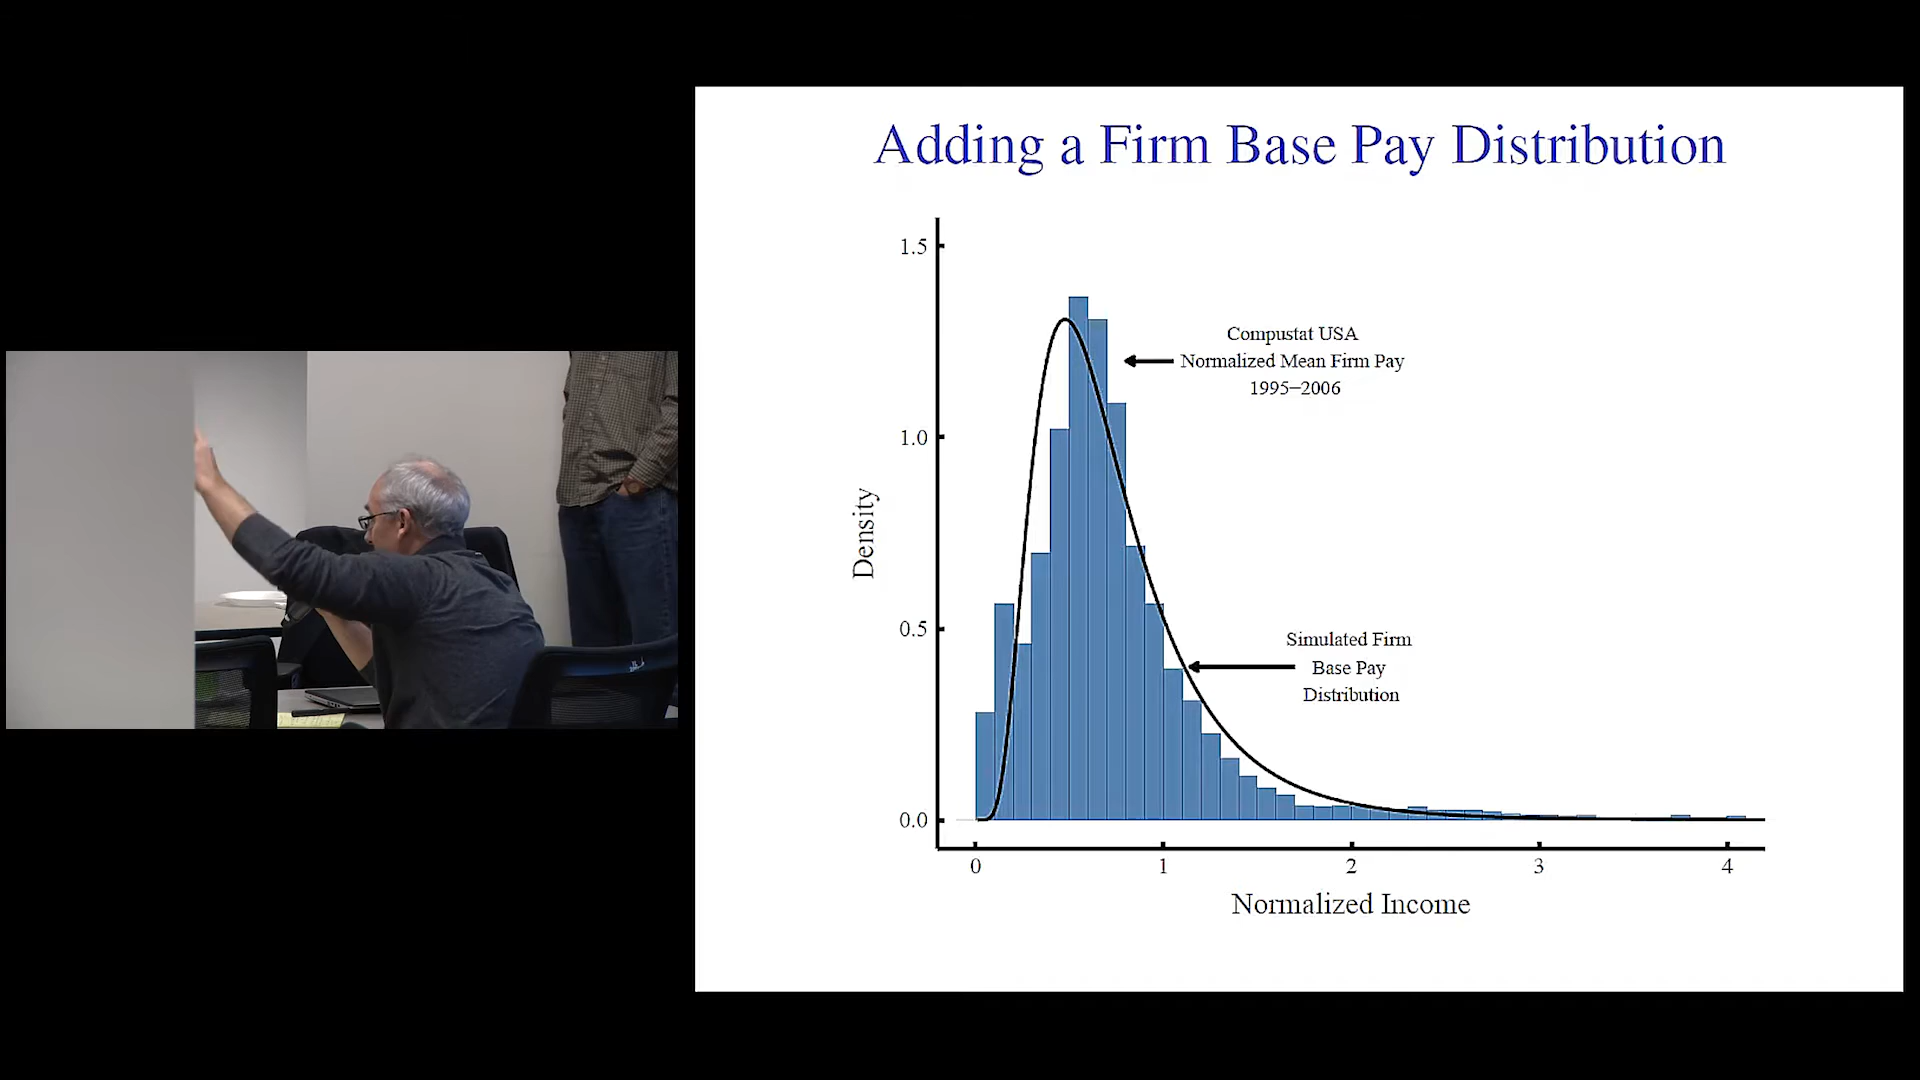 Adding a Firm Base Pay Distribution
1.5
1.0
0.5
0.0
Density
Compustat USA
Normalized Mean Firm Pay
1995–2006
Simulated Firm
Base Pay
Distribution
0 1 2 3 4
Normalized Income